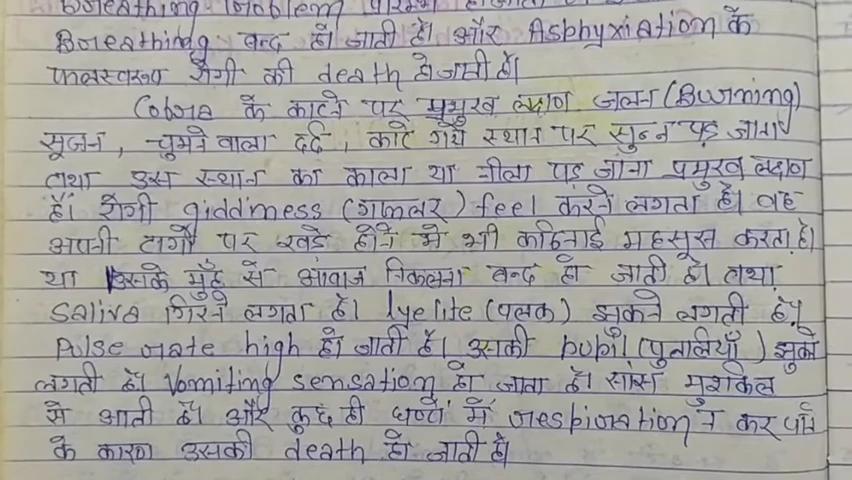 Breathing Problem
Breathing बन्द हो जाती है। और Asphyxiation के
फलस्वरूप रोगी की death हो जाती है।
Cobra के काटने पर प्रमुख लक्षण जलन (Burning)
सूजन, चुभने वाला दर्द, काटे गये स्थान पर सुन्न पड़ जाना
तथा उस स्थान का काला या नीला पड़ जाना प्रमुख लक्षण
हैं। रोगी giddiness ( ) feel करने लगता है। वह
अपनी टांगों पर खडे होने मे भी कठिनाई महसूस करता है।
या उसके मुँह से आवाज निकलना बन्द हो जाती है। तथा
Saliva गिरने लगता है। lyelite (पलक) झुकने लगती है।
Pulse rate high हो जाती है। उसकी pupil (पुतलियाँ) झुकने
लगती है। Vomiting sensation हो जाता है। सांस मुश्किल
से आती है। और कुछ ही घण्टों में respiration न कर पाने
के कारण उसकी death हो जाती है।